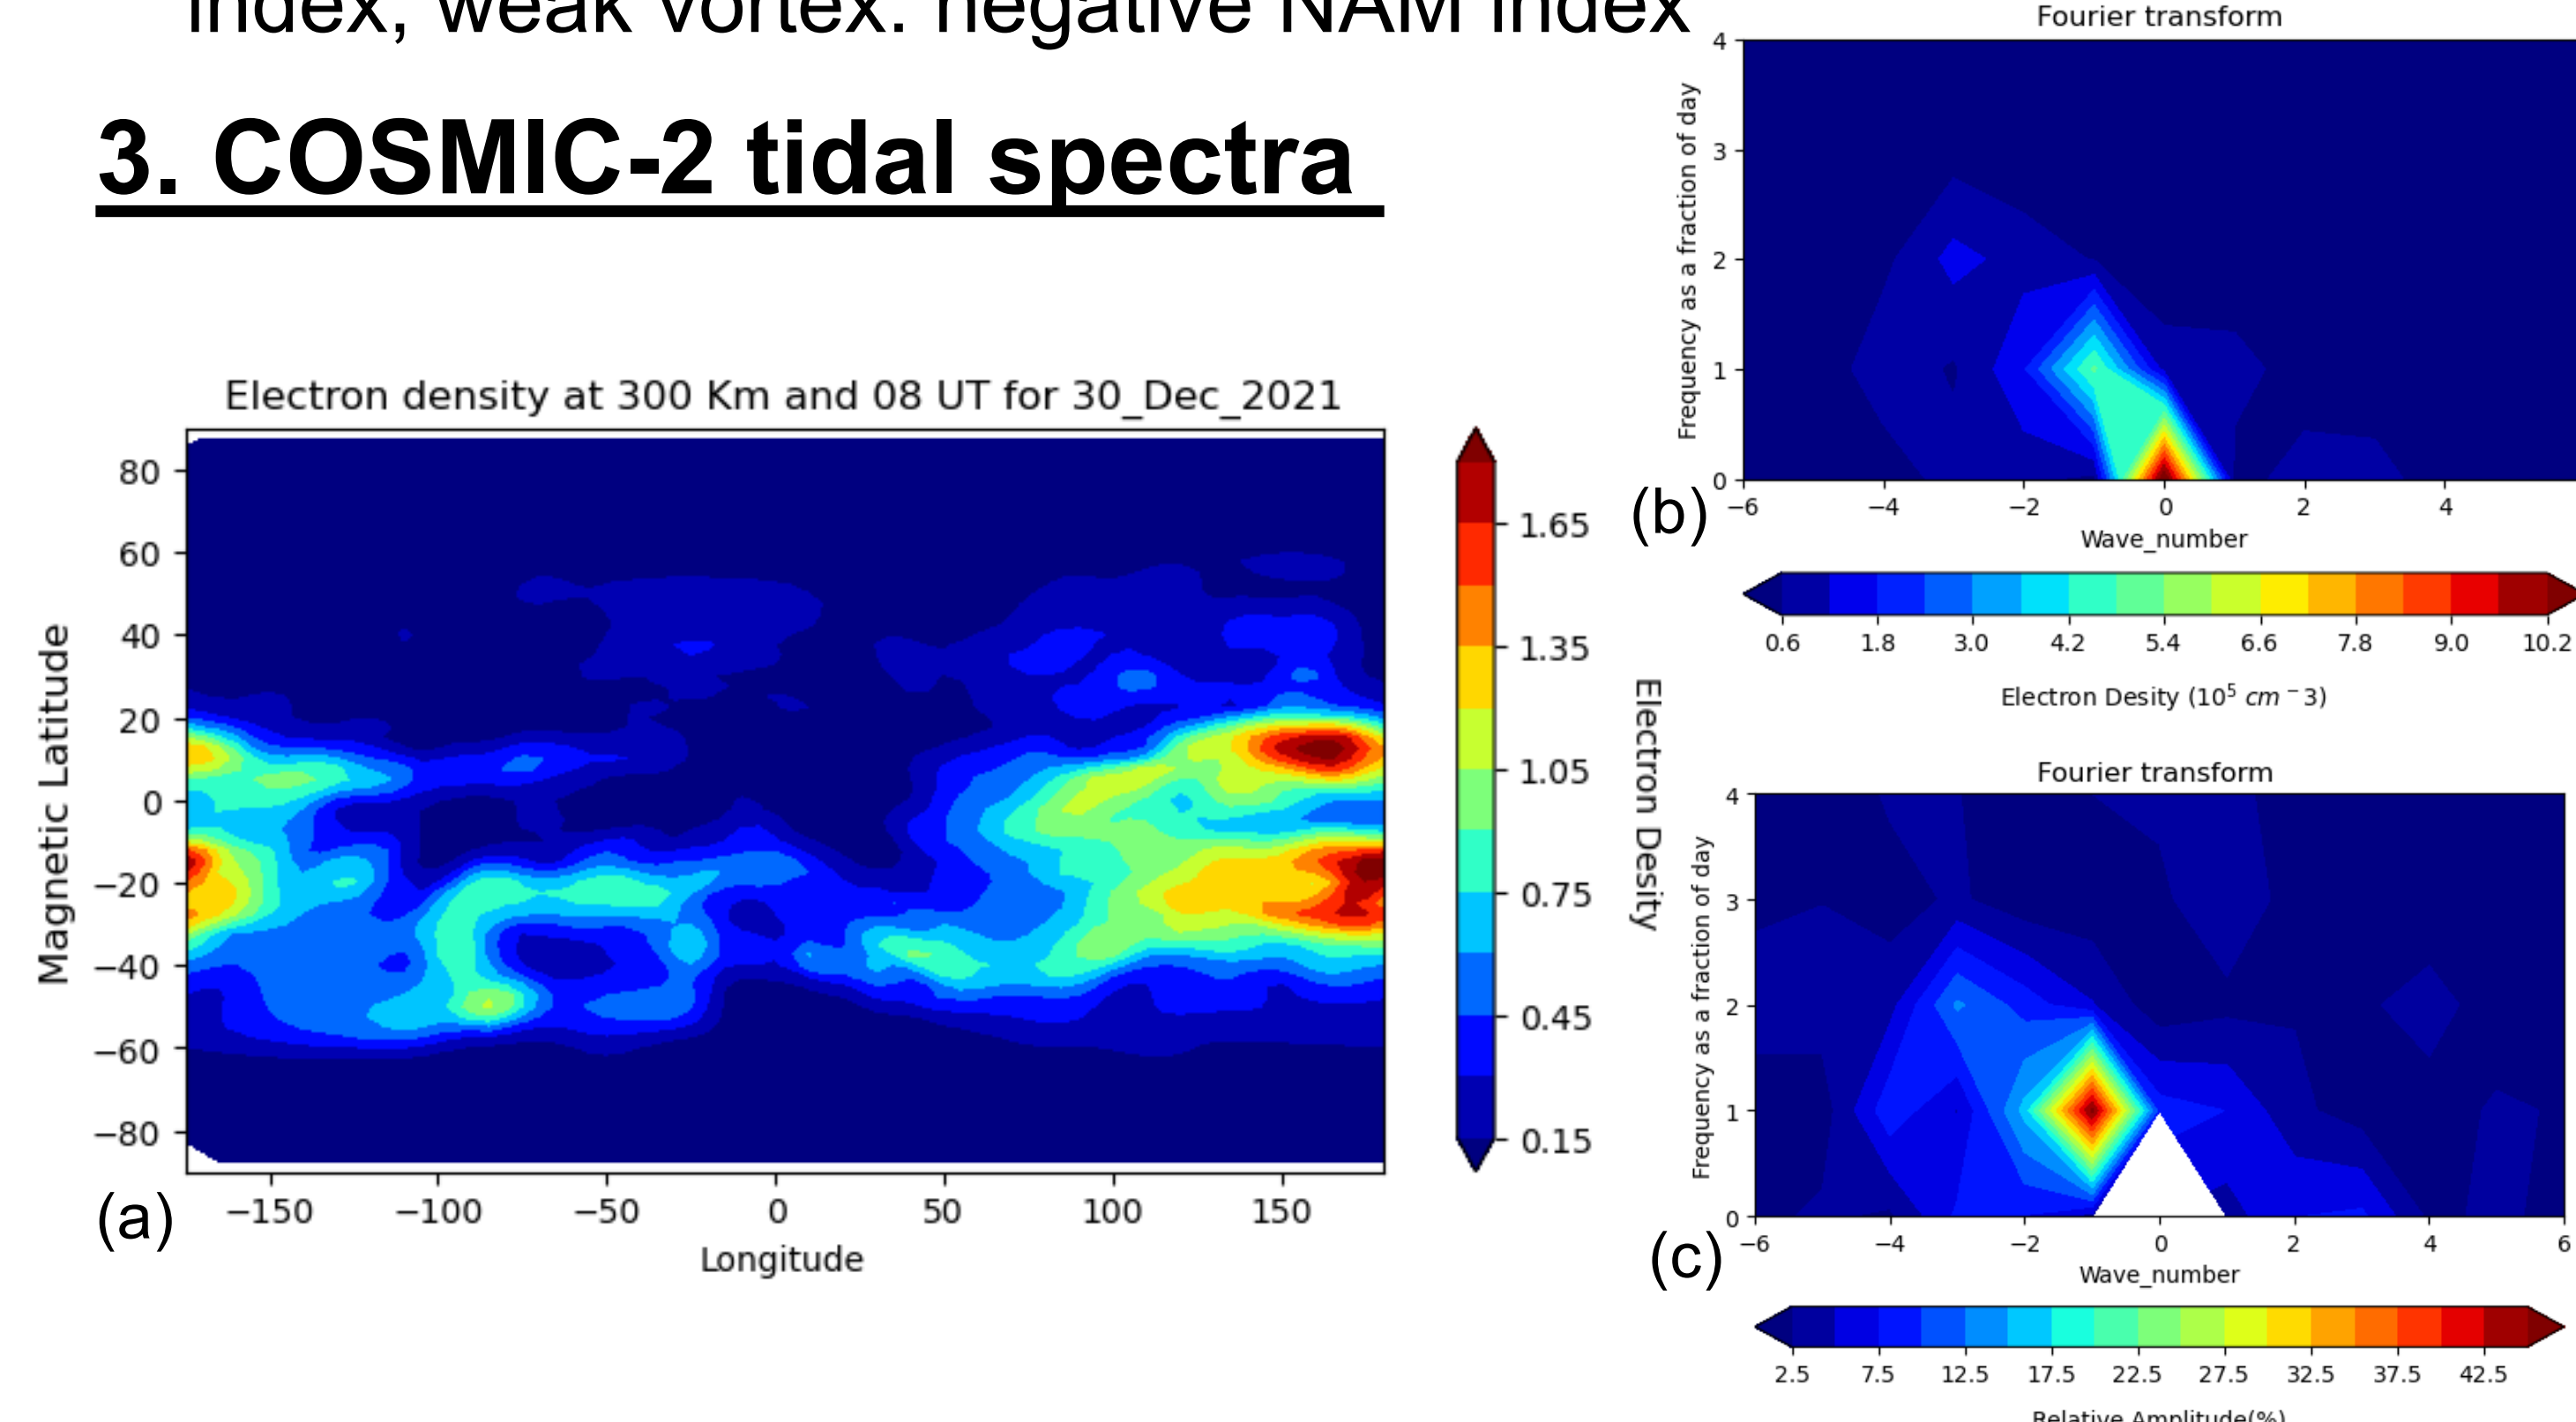 index, weak vortex: negative NAM index
3. COSMIC-2 tidal spectra
Electron density at 300 Km and 08 UT for 30_Dec_2021
Magnetic Latitude
80
60
40
20
0
−20
−40
−60
−80
−150 −100 −50 0 50 100 150
Longitude
(a)
1.65
1.35
1.05
0.75
0.45
0.15
Electron Density
Fourier transform
Frequency as a fraction of day
4
3
2
1
0
−6 −4 −2 0 2 4
Wave_number
(b)
0.6 1.8 3.0 4.2 5.4 6.6 7.8 9.0 10.2
Electron Desity (10⁵ cm ⁻3)
Fourier transform
Frequency as a fraction of day
4
3
2
1
0
−6 −4 −2 0 2 4 6
Wave_number
(c)
2.5 7.5 12.5 17.5 22.5 27.5 32.5 37.5 42.5
Relative Amplitude(%)